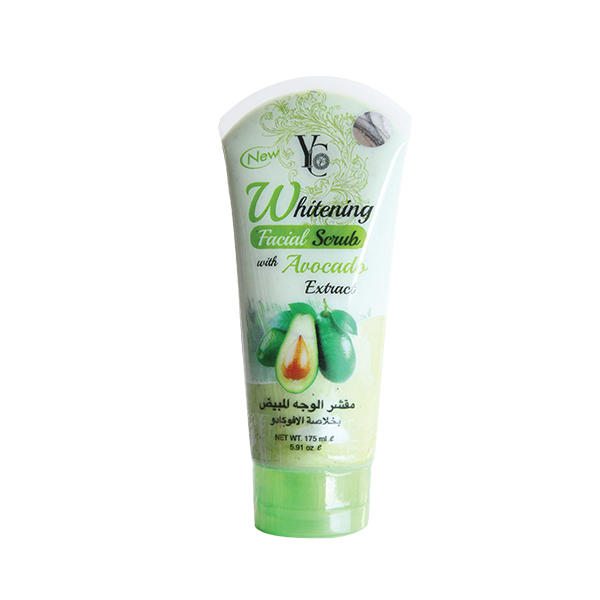 New
YC
Whitening
Facial Scrub
with Avocado
Extract
مقشر الوجه المبيض
بخلاصة الافوكادو
NET WT. 175 ml ℮
5.91 oz ℮